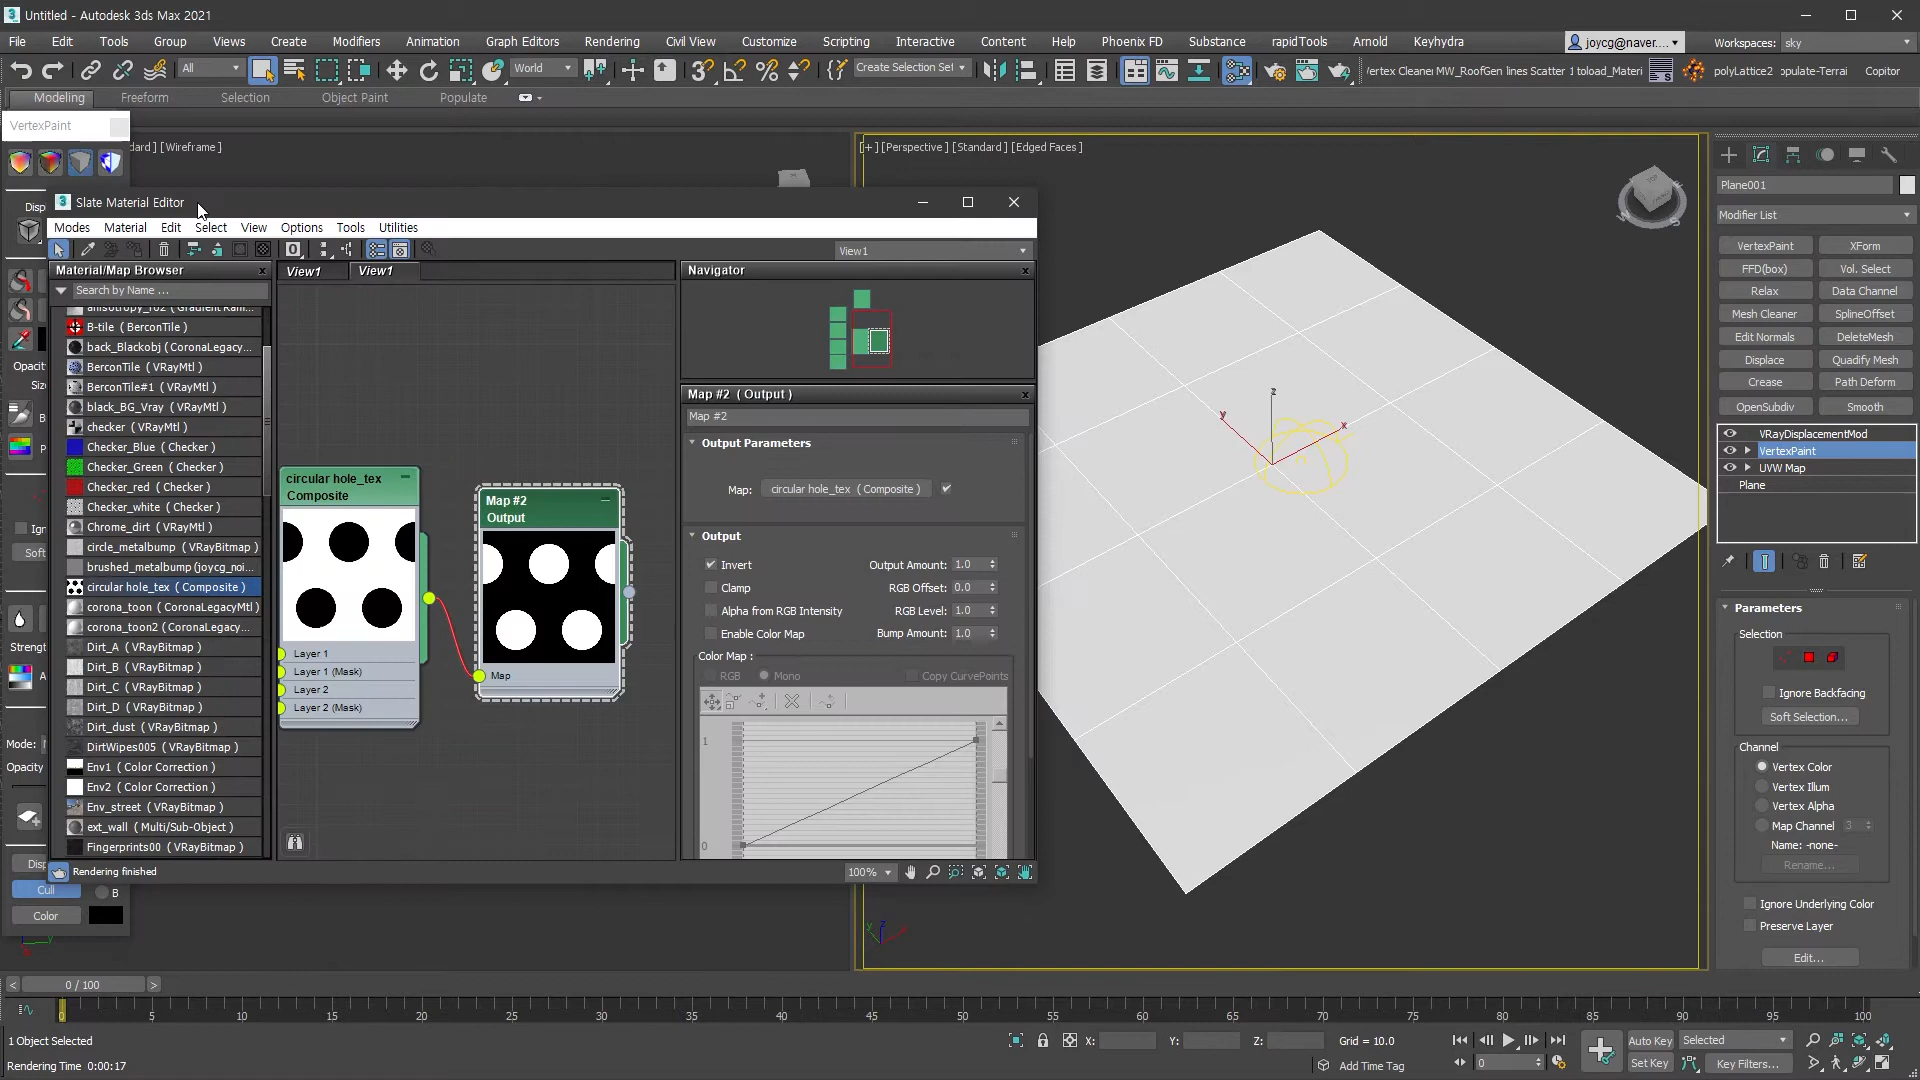 Untitled - Autodesk 3ds Max 2021
File Edit Tools Group Views Create Modifiers Animation Graph Editors Rendering Civil View Customize Scripting Interactive Content Help Phoenix FD Substance rapidTools Arnold Keyhydra joycg@naver.... Workspaces: sky
All World Create Selection Set /ertex Cleane MW_RoofGen lines Scatter 1 toload_Materi polyLattice2 opulate-Terrai Copitor
Modeling Freeform Selection Object Paint Populate
VertexPaint
dard ] [Wireframe ]
[+] [Perspective ] [Standard ] [Edged Faces ]
Plane001
Modifier List
VertexPaint XForm
FFD(box) Vol. Select
Relax Data Channel
Mesh Cleaner SplineOffset
Edit Normals DeleteMesh
Displace Quadify Mesh
Crease Path Deform
OpenSubdiv Smooth
VRayDisplacementMod
VertexPaint
UVW Map
Plane
Parameters
Selection
Ignore Backfacing
Soft Selection...
Channel
Vertex Color
Vertex Illum
Vertex Alpha
Map Channel 3
Name: -none-
Rename...
Ignore Underlying Color
Preserve Layer
Edit...
Disp
Opacit
Siz
B
Ign
Soft
Strengt
A
Mode:
Opacity
Disp
Cull B
Color
Slate Material Editor
Modes Material Edit Select View Options Tools Utilities
View1
Material/Map Browser
Search by Name ...
B-tile ( BerconTile )
back_Blackobj (CoronaLegacy...
BerconTile ( VRayMtl )
BerconTile#1 ( VRayMtl )
black_BG_Vray ( VRayMtl )
checker ( VRayMtl )
Checker_Blue ( Checker )
Checker_Green ( Checker )
Checker_red ( Checker )
Checker_white ( Checker )
Chrome_dirt ( VRayMtl )
circle_metalbump ( VRayBitmap )
brushed_metalbump(joycg_noi...
circular hole_tex ( Composite )
corona_toon ( CoronaLegacyMtl )
corona_toon2 ( CoronaLegacy...
Dirt_A ( VRayBitmap )
Dirt_B ( VRayBitmap )
Dirt_C ( VRayBitmap )
Dirt_D ( VRayBitmap )
Dirt_dust ( VRayBitmap )
DirtWipes005 ( VRayBitmap )
Env1 ( Color Correction )
Env2 ( Color Correction )
Env_street ( VRayBitmap )
ext_wall ( Multi/Sub-Object )
Fingerprints00 ( VRayBitmap )
Rendering finished
View1 View1
circular hole_tex
Composite
Layer 1
Layer 1 (Mask)
Layer 2
Layer 2 (Mask)
Map #2
Output
Map
Navigator
Map #2 ( Output )
Map #2
Output Parameters
Map: circular hole_tex ( Composite )
Output
Invert Output Amount: 1.0
Clamp RGB Offset: 0.0
Alpha from RGB Intensity RGB Level: 1.0
Enable Color Map Bump Amount: 1.0
Color Map :
RGB Mono Copy CurvePoints
1
0
100%
z
y
x
0 / 100
0 5 10 15 20 25 30 35 40 45 50 55 60 65 70 75 80 85 90 95 100
1 Object Selected X: Y: Z: Grid = 10.0 Auto Key Selected
Rendering Time 0:00:17 Add Time Tag 0 Set Key Key Filters...